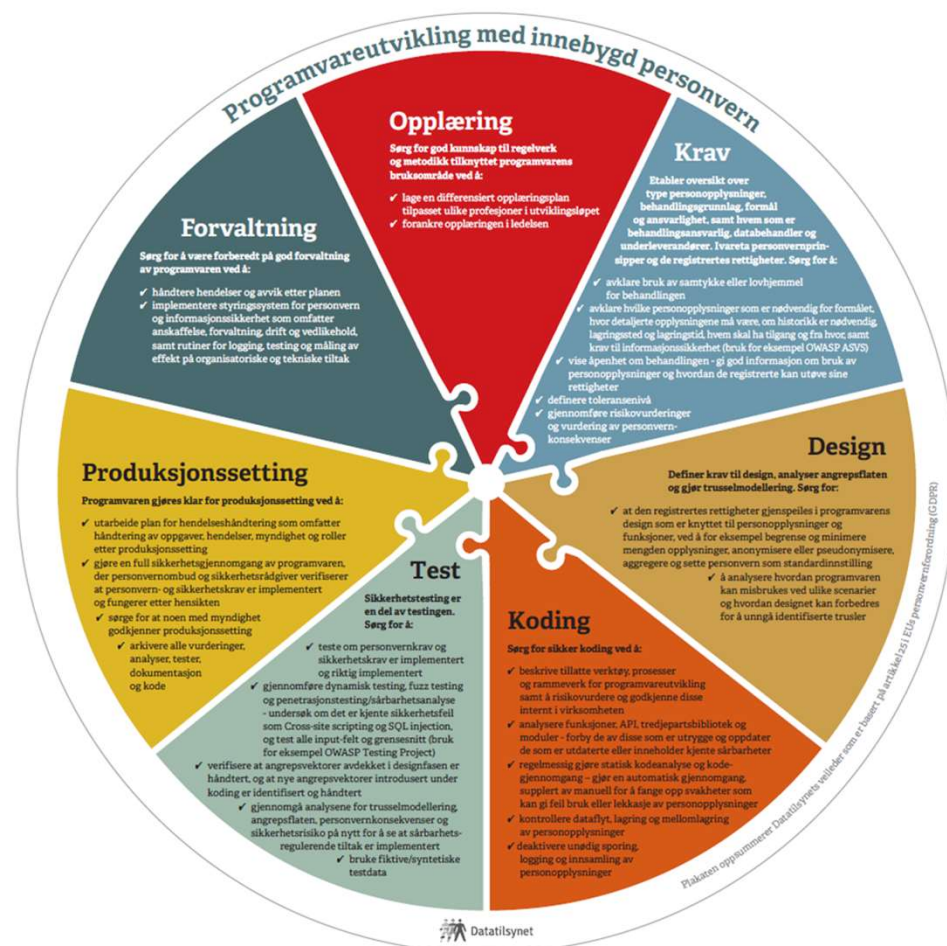 Programvareutvikling med innebygd personvern
Opplæring
Sørg for god kunnskap til regelverk
og metodikk tilknyttet programvarens
bruksområde ved å:
✓ lage en differensiert opplæringsplan
tilpasset ulike profesjoner i utviklingsløpet
✓ forankre opplæringen i ledelsen
Krav
Etabler oversikt over
type personopplysninger,
behandlingsgrunnlag, formål
og ansvarlighet, samt hvem som er
behandlingsansvarlig, databehandler og
underleverandører. Ivareta personvernprin-
sipper og de registrertes rettigheter. Sørg for å:
✓ avklare bruk av samtykke eller lovhjemmel
for behandlingen
✓ avklare hvilke personopplysninger som er nødvendig for formålet,
hvor detaljerte opplysningene må være, om historikk er nødvendig,
lagringssted og lagringstid, hvem skal ha tilgang og fra hvor, samt
krav til informasjonssikkerhet (bruk for eksempel OWASP ASVS)
✓ vise åpenhet om behandlingen - gi god informasjon om bruk av
personopplysninger og hvordan de registrerte kan utøve sine
rettigheter
✓ definere toleransenivå
✓ gjennomføre risikovurderinger
og vurdering av personvern-
konsekvenser
Design
Definer krav til design, analyser angrepsflaten
og gjør trusselmodellering. Sørg for:
✓ at den registrertes rettigheter gjenspeiles i programvarens
design som er knyttet til personopplysninger og
funksjoner, ved å for eksempel begrense og minimere
mengden opplysninger, anonymisere eller pseudonymisere,
aggregere og sette personvern som standardinnstilling
✓ å analysere hvordan programvaren
kan misbrukes ved ulike scenarier
og hvordan designet kan forbedres
for å unngå identifiserte trusler
Koding
Sørg for sikker koding ved å:
✓ beskrive tillatte verktøy, prosesser
og rammeverk for programvareutvikling
samt å risikovurdere og godkjenne disse
internt i virksomheten
✓ analysere funksjoner, API, tredjepartsbibliotek og
moduler - forby de av disse som er utrygge og oppdater
de som er utdaterte eller inneholder kjente sårbarheter
✓ regelmessig gjøre statisk kodeanalyse og kode-
gjennomgang – gjør en automatisk gjennomgang,
supplert av manuell for å fange opp svakheter som
kan gi feil bruk eller lekkasje av personopplysninger
✓ kontrollere dataflyt, lagring og mellomlagring
av personopplysninger
✓ deaktivere unødig sporing,
logging og innsamling av
personopplysninger
Test
Sikkerhetstesting er
en del av testingen.
Sørg for å:
✓ teste om personvernkrav og
sikkerhetskrav er implementert
og riktig implementert
✓ gjennomføre dynamisk testing, fuzz testing
og penetrasjonstesting/sårbarhetsanalyse
- undersøk om det er kjente sikkerhetsfeil
som Cross-site scripting og SQL injection,
og test alle input-felt og grensesnitt (bruk
for eksempel OWASP Testing Project)
✓ verifisere at angrepsvektorer avdekket i designfasen er
håndtert, og at nye angrepsvektorer introdusert under
koding er identifisert og håndtert
✓ gjennomgå analysene for trusselmodellering,
angrepsflaten, personvernkonsekvenser og
sikkerhetsrisiko på nytt for å se at sårbarhets-
regulerende tiltak er implementert
✓ bruke fiktive/syntetiske
testdata
Produksjonssetting
Programvaren gjøres klar for produksjonssetting ved å:
✓ utarbeide plan for hendelseshåndtering som omfatter
håndtering av oppgaver, hendelser, myndighet og roller
etter produksjonssetting
✓ gjøre en full sikkerhetsgjennomgang av programvaren,
der personvernombud og sikkerhetsrådgiver verifiserer
at personvern- og sikkerhetskrav er implementert
og fungerer etter hensikten
✓ sørge for at noen med myndighet
godkjenner produksjonssetting
✓ arkivere alle vurderinger,
analyser, tester,
dokumentasjon
og kode
Forvaltning
Sørg for å være forberedt på god forvaltning
av programvaren ved å:
✓ håndtere hendelser og avvik etter planen
✓ implementere styringssystem for personvern
og informasjonssikkerhet som omfatter
anskaffelse, forvaltning, drift og vedlikehold,
samt rutiner for logging, testing og måling av
effekt på organisatoriske og tekniske tiltak
Plakaten oppsummerer Datatilsynets veileder som er basert på artikkel 25 i EUs personvernforordning (GDPR)
Datatilsynet